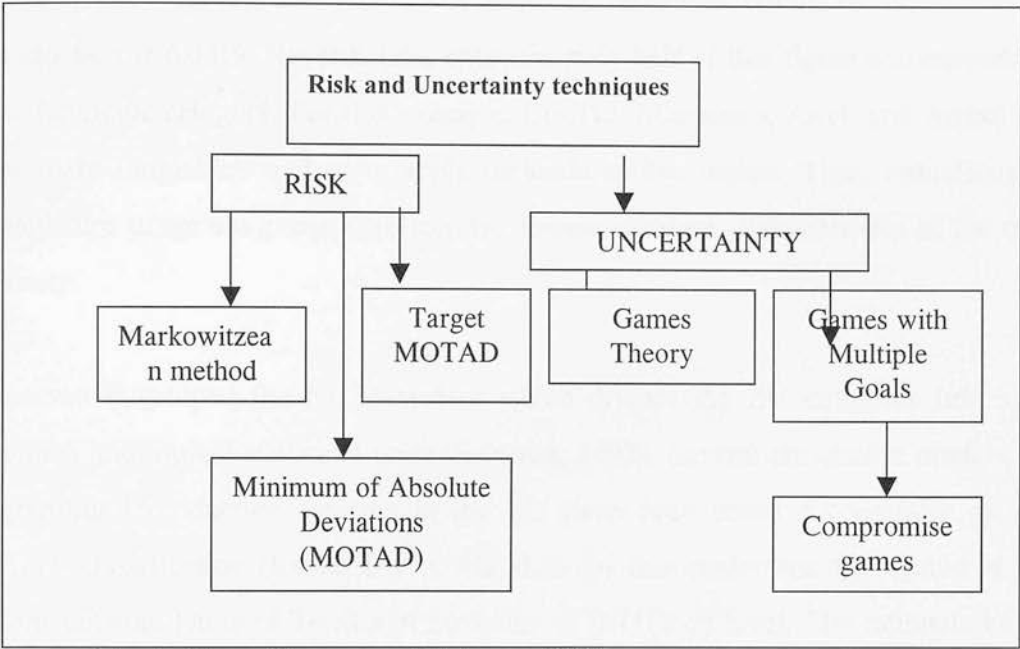 Risk and Uncertainty techniques
RISK
UNCERTAINTY
Markowitzea
n method
Target
MOTAD
Games
Theory
Games with
Multiple
Goals
Minimum of Absolute
Deviations
(MOTAD)
Compromise
games